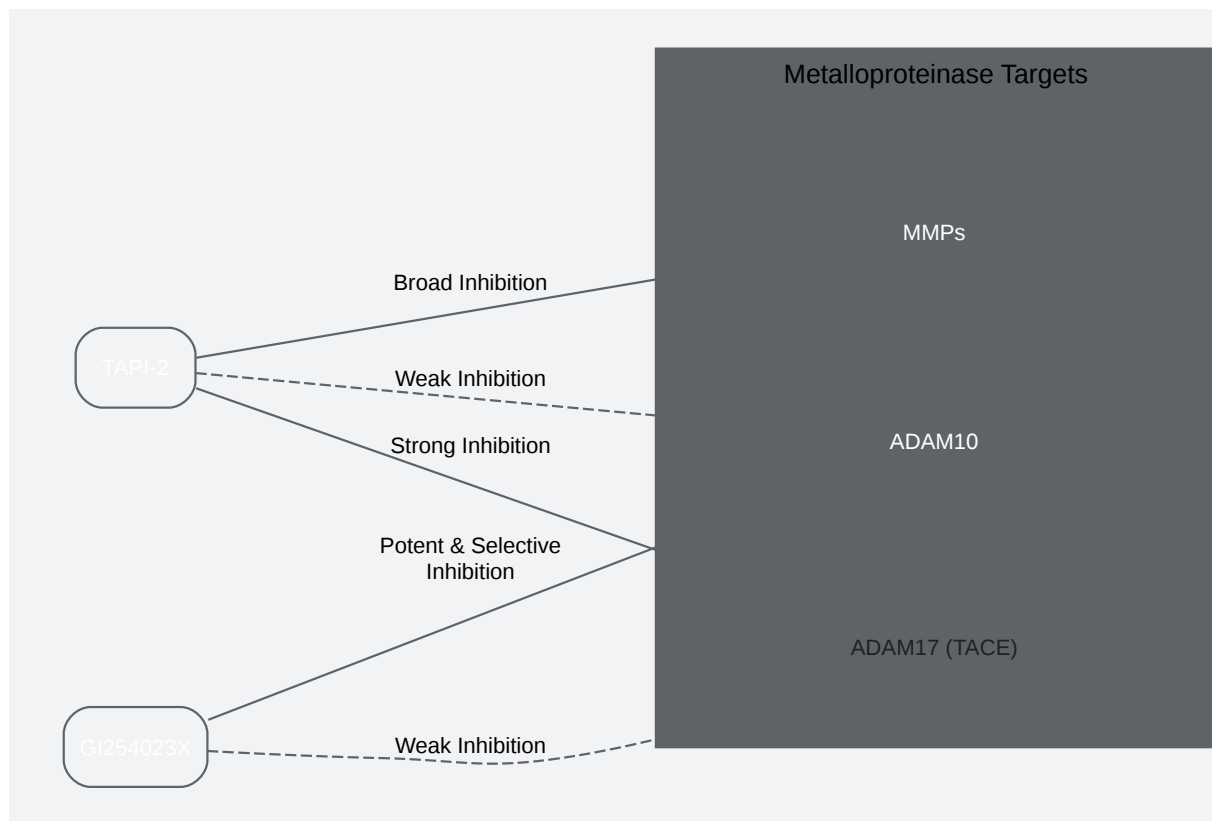 Metalloproteinase Targets
MMPs
Broad Inhibition
TAPI-2
Weak Inhibition
Strong Inhibition
ADAM10
Potent & Selective
Inhibition
ADAM17 (TACE)
GI254023X
Weak Inhibition